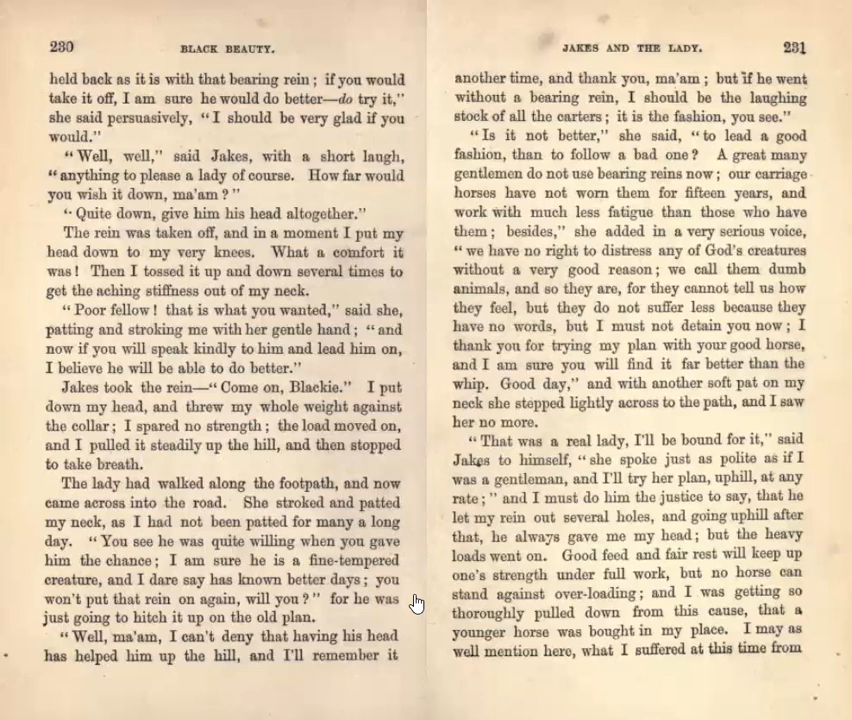 230
BLACK BEAUTY.
held back as it is with that bearing rein; if you would
take it off, I am sure he would do better—do try it,"
she said persuasively, "I should be very glad if you
would."
"Well, well," said Jakes, with a short laugh,
"anything to please a lady of course. How far would
you wish it down, ma'am?"
"Quite down, give him his head altogether."
The rein was taken off, and in a moment I put my
head down to my very knees. What a comfort it
was! Then I tossed it up and down several times to
get the aching stiffness out of my neck.
"Poor fellow! that is what you wanted," said she,
patting and stroking me with her gentle hand; "and
now if you will speak kindly to him and lead him on,
I believe he will be able to do better."
Jakes took the rein—"Come on, Blackie." I put
down my head, and threw my whole weight against
the collar; I spared no strength; the load moved on,
and I pulled it steadily up the hill, and then stopped
to take breath.
The lady had walked along the footpath, and now
came across into the road. She stroked and patted
my neck, as I had not been patted for many a long
day. "You see he was quite willing when you gave
him the chance; I am sure he is a fine-tempered
creature, and I dare say has known better days; you
won't put that rein on again, will you?" for he was
just going to hitch it up on the old plan.
"Well, ma'am, I can't deny that having his head
has helped him up the hill, and I'll remember it
JAKES AND THE LADY.
231
another time, and thank you, ma'am; but if he went
without a bearing rein, I should be the laughing
stock of all the carters; it is the fashion, you see."
"Is it not better," she said, "to lead a good
fashion, than to follow a bad one? A great many
gentlemen do not use bearing reins now; our carriage
horses have not worn them for fifteen years, and
work with much less fatigue than those who have
them; besides," she added in a very serious voice,
"we have no right to distress any of God's creatures
without a very good reason; we call them dumb
animals, and so they are, for they cannot tell us how
they feel, but they do not suffer less because they
have no words, but I must not detain you now; I
thank you for trying my plan with your good horse,
and I am sure you will find it far better than the
whip. Good day," and with another soft pat on my
neck she stepped lightly across to the path, and I saw
her no more.
"That was a real lady, I'll be bound for it," said
Jakes to himself, "she spoke just as polite as if I
was a gentleman, and I'll try her plan, uphill, at any
rate;" and I must do him the justice to say, that he
let my rein out several holes, and going uphill after
that, he always gave me my head; but the heavy
loads went on. Good feed and fair rest will keep up
one's strength under full work, but no horse can
stand against over-loading; and I was getting so
thoroughly pulled down from this cause, that a
younger horse was bought in my place. I may as
well mention here, what I suffered at this time from